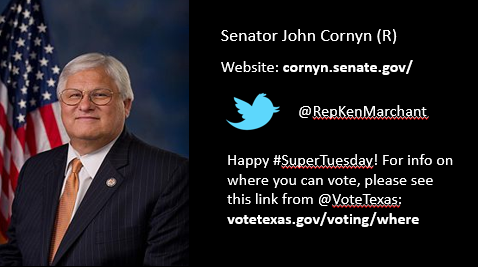 Senator John Cornyn (R)
Website: cornyn.senate.gov/
@RepKenMarchant
Happy #SuperTuesday! For info on
where you can vote, please see
this link from @VoteTexas:
votetexas.gov/voting/where